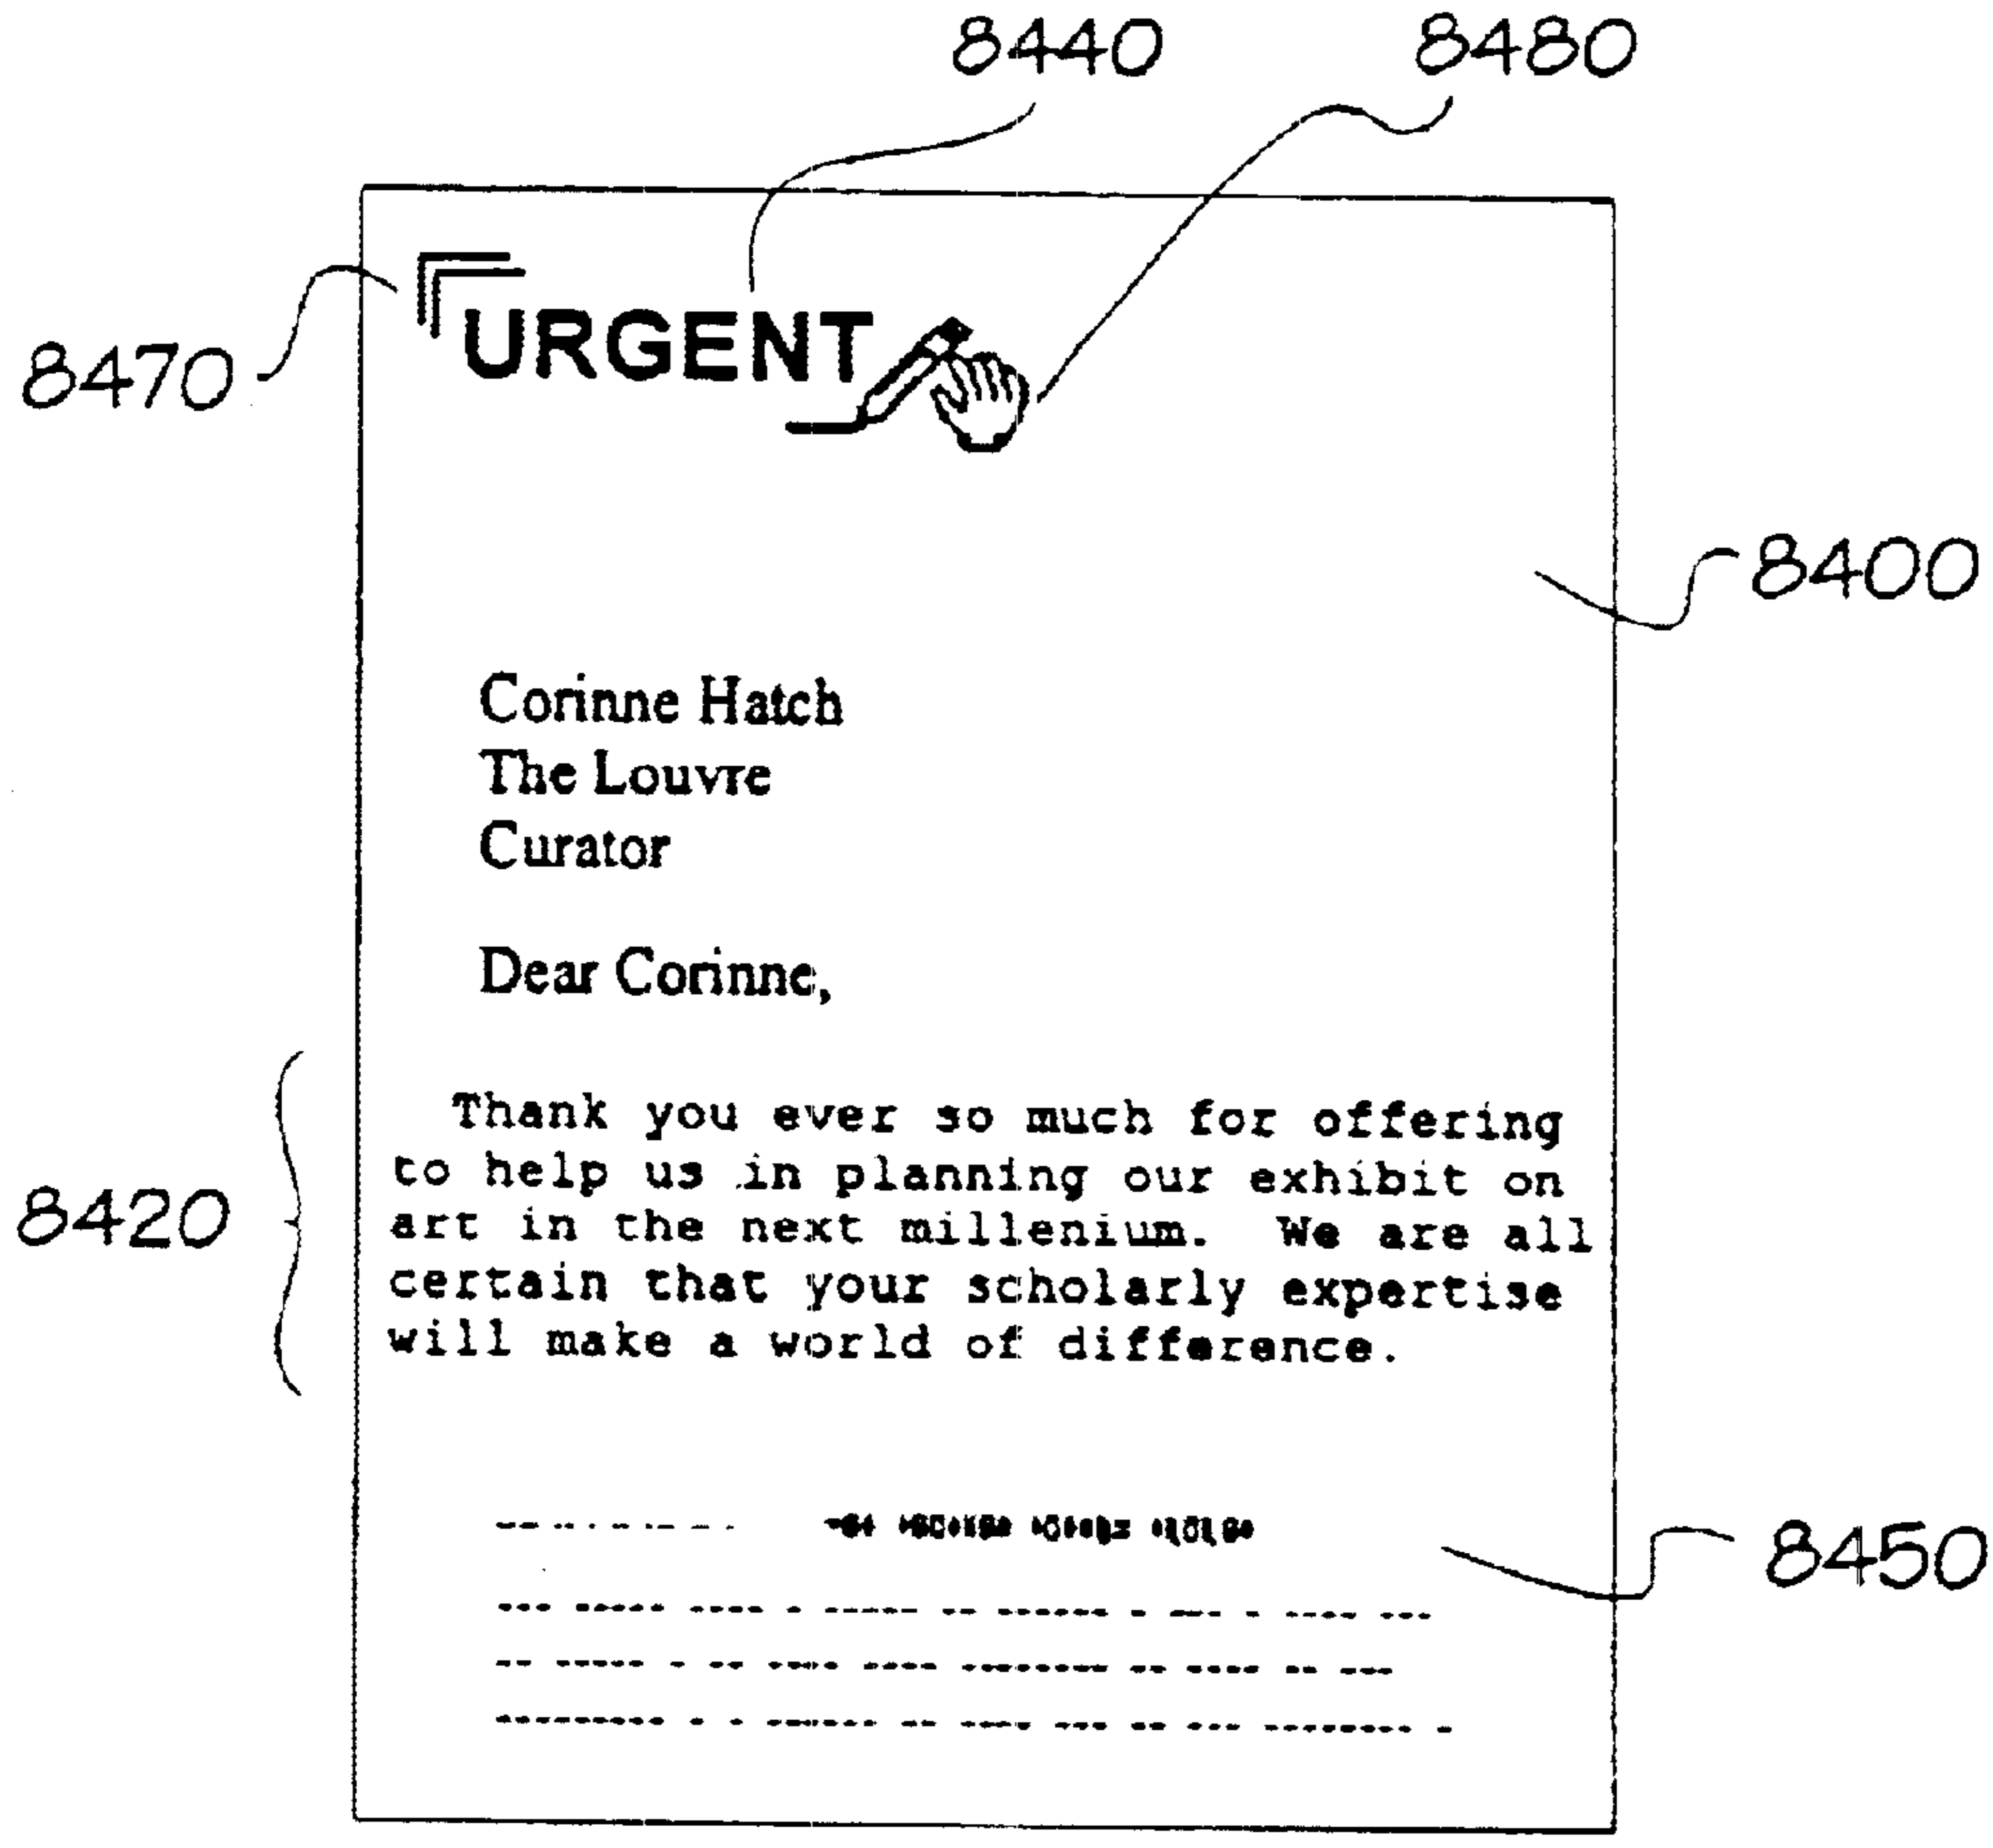 8440 8480
8470
URGENT
8400
Corinne Hatch
The Louvre
Curator
Dear Corinne,
8420
Thank you ever so much for offering
to help us in planning our exhibit on
art in the next millenium. We are all
certain that your scholarly expertise
will make a world of difference.
8450